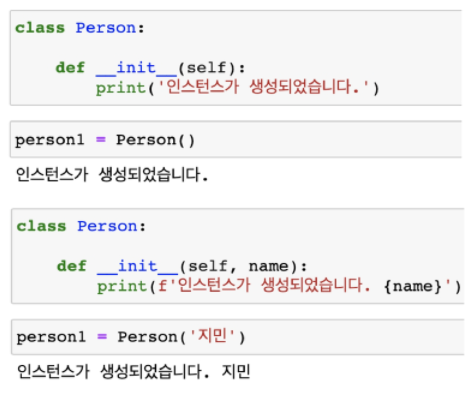 class Person:
def __init__(self):
print('인스턴스가 생성되었습니다.')
person1 = Person()
인스턴스가 생성되었습니다.
class Person:
def __init__(self, name):
print(f'인스턴스가 생성되었습니다. {name}')
person1 = Person('지민')
인스턴스가 생성되었습니다. 지민